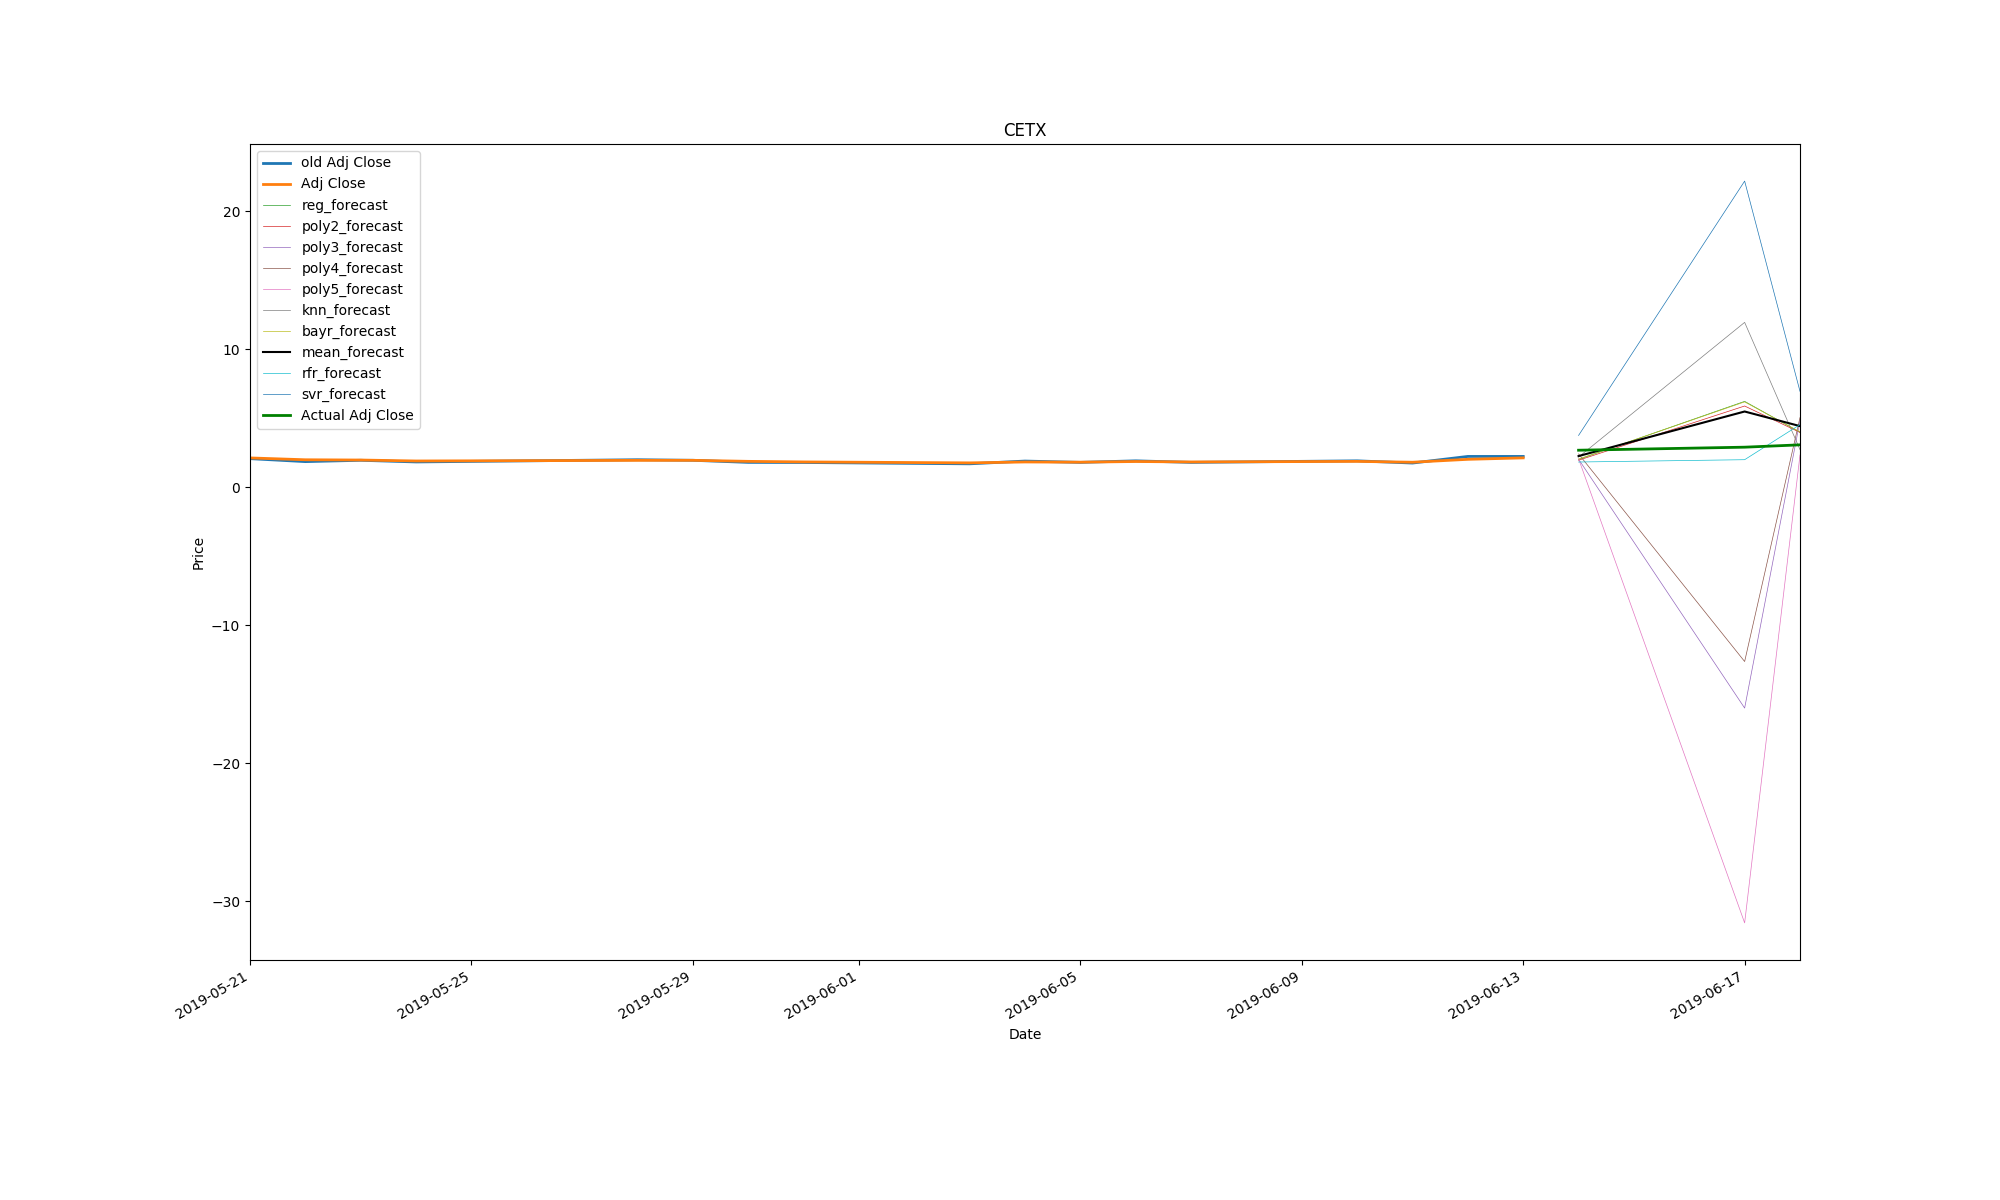 CETX
old Adj Close
Adj Close
reg_forecast
poly2_forecast
poly3_forecast
poly4_forecast
poly5_forecast
knn_forecast
bayr_forecast
mean_forecast
rfr_forecast
svr_forecast
Actual Adj Close
20
10
0
−10
−20
−30
Price
2019-05-21
2019-05-25
2019-05-29
2019-06-01
2019-06-05
2019-06-09
2019-06-13
2019-06-17
Date